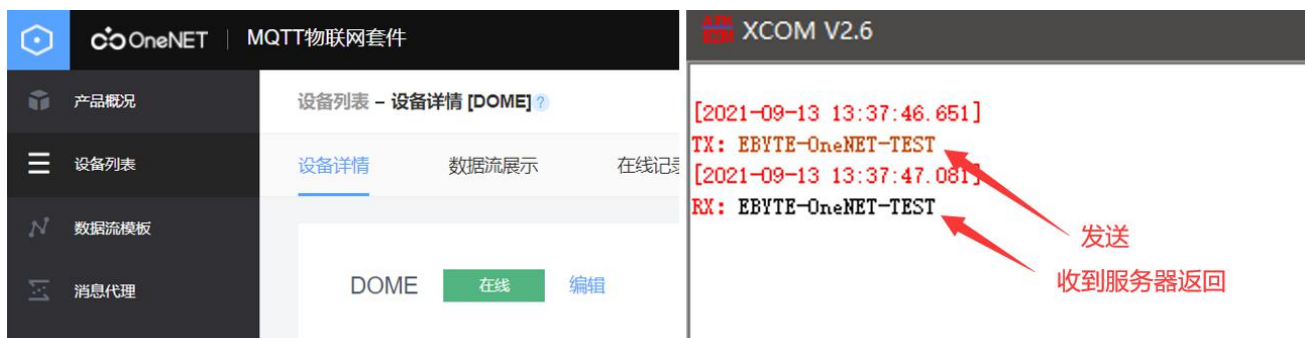 OneNET | MQTT物联网套件
产品概况
设备列表
数据流模板
消息代理
设备列表 – 设备详情 [DOME] ?
设备详情 数据流展示 在线记录
DOME 在线 编辑
ATK XCOM V2.6
[2021-09-13 13:37:46.651]
TX: EBYTE-OneNET-TEST
[2021-09-13 13:37:47.081]
RX: EBYTE-OneNET-TEST
发送
收到服务器返回